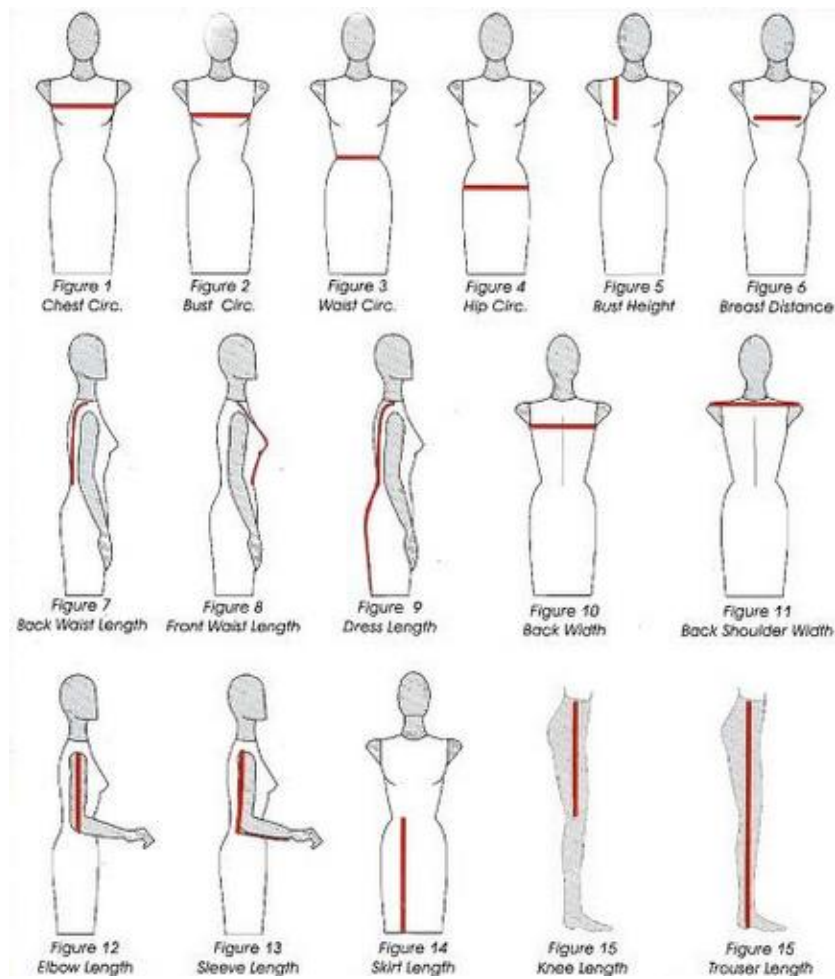 Figure 1
Chest Circ.
Figure 2
Bust Circ.
Figure 3
Waist Circ.
Figure 4
Hip Circ.
Figure 5
Bust Height
Figure 6
Breast Distance
Figure 7
Back Waist Length
Figure 8
Front Waist Length
Figure 9
Dress Length
Figure 10
Back Width
Figure 11
Back Shoulder Width
Figure 12
Elbow Length
Figure 13
Sleeve Length
Figure 14
Skirt Length
Figure 15
Knee Length
Figure 15
Trouser Length